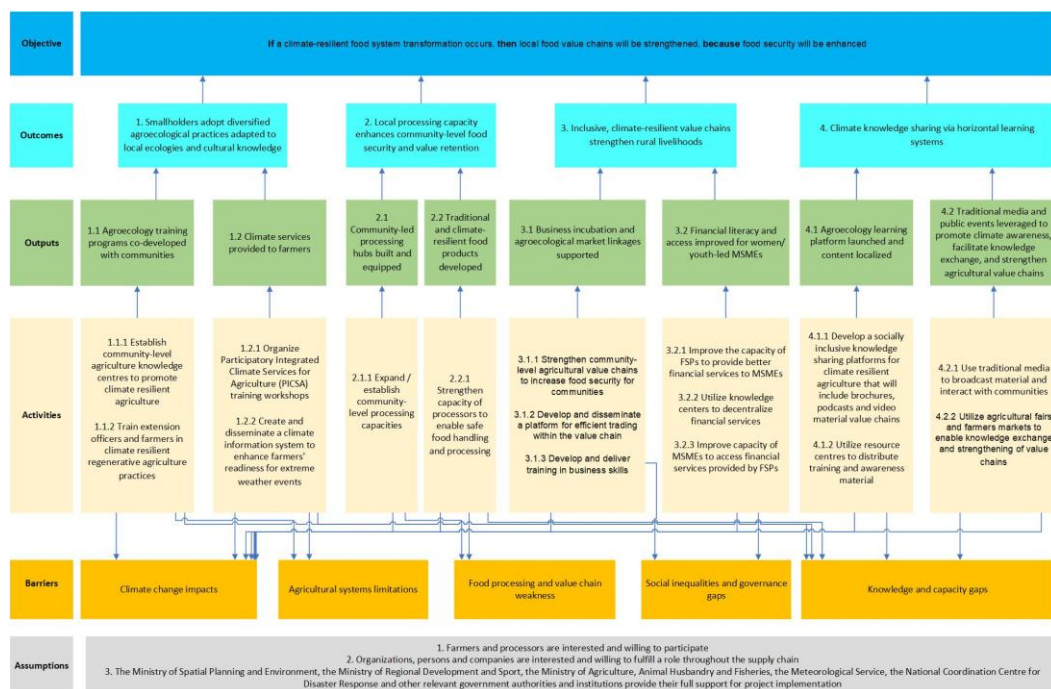 Objective
If a climate-resilient food system transformation occurs, then local food value chains will be strengthened, because food security will be enhanced
Outcomes
1. Smallholders adopt diversified
agroecological practices adapted to
local ecologies and cultural knowledge
2. Local processing capacity
enhances community-level food
security and value retention
3. Inclusive, climate-resilient value chains
strengthen rural livelihoods
4. Climate knowledge sharing via horizontal learning
systems
Outputs
1.1 Agroecology training
programs co-developed
with communities
1.2 Climate services
provided to farmers
2.1
Community-led
processing
hubs built and
equipped
2.2 Traditional
and climate-
resilient food
products
developed
3.1 Business incubation and
agroecological market linkages
supported
3.2 Financial literacy and
access improved for women/
youth-led MSMEs
4.1 Agroecology learning
platform launched and
content localized
4.2 Traditional media and
public events leveraged to
promote climate awareness,
facilitate knowledge
exchange, and strengthen
agricultural value chains
Activities
1.1.1 Establish
community-level
agriculture knowledge
centres to promote
climate resilient
agriculture
1.1.2 Train extension
officers and farmers in
climate resilient
regenerative agriculture
practices
1.2.1 Organize
Participatory Integrated
Climate Services for
Agriculture (PICSA)
training workshops
1.2.2 Create and
disseminate a climate
information system to
enhance farmers'
readiness for extreme
weather events
2.1.1 Expand /
establish
community-level
processing
capacities
2.2.1
Strengthen
capacity of
processors to
enable safe
food handling
and processing
3.1.1 Strengthen community-
level agricultural value chains
to increase food security for
communities
3.1.2 Develop and disseminate
a platform for efficient trading
within the value chain
3.1.3 Develop and deliver
training in business skills
3.2.1 Improve the capacity of
FSPs to provide better
financial services to MSMEs
3.2.2 Utilize knowledge
centers to decentralize
financial services
3.2.3 Improve capacity of
MSMEs to access financial
services provided by FSPs
4.1.1 Develop a socially
inclusive knowledge
sharing platforms for
climate resilient
agriculture that will
include brochures,
podcasts and video
material value chains
4.1.2 Utilize resource
centres to distribute
training and awareness
material
4.2.1 Use traditional media
to broadcast material and
interact with communities
4.2.2 Utilize agricultural fairs
and farmers markets to
enable knowledge exchange
and strengthening of value
chains
Barriers
Climate change impacts
Agricultural systems limitations
Food processing and value chain
weakness
Social inequalities and governance
gaps
Knowledge and capacity gaps
Assumptions
1. Farmers and processors are interested and willing to participate
2. Organizations, persons and companies are interested and willing to fulfill a role throughout the supply chain
3. The Ministry of Spatial Planning and Environment, the Ministry of Regional Development and Sport, the Ministry of Agriculture, Animal Husbandry and Fisheries, the Meteorological Service, the National Coordination Centre for
Disaster Response and other relevant government authorities and institutions provide their full support for project implementation